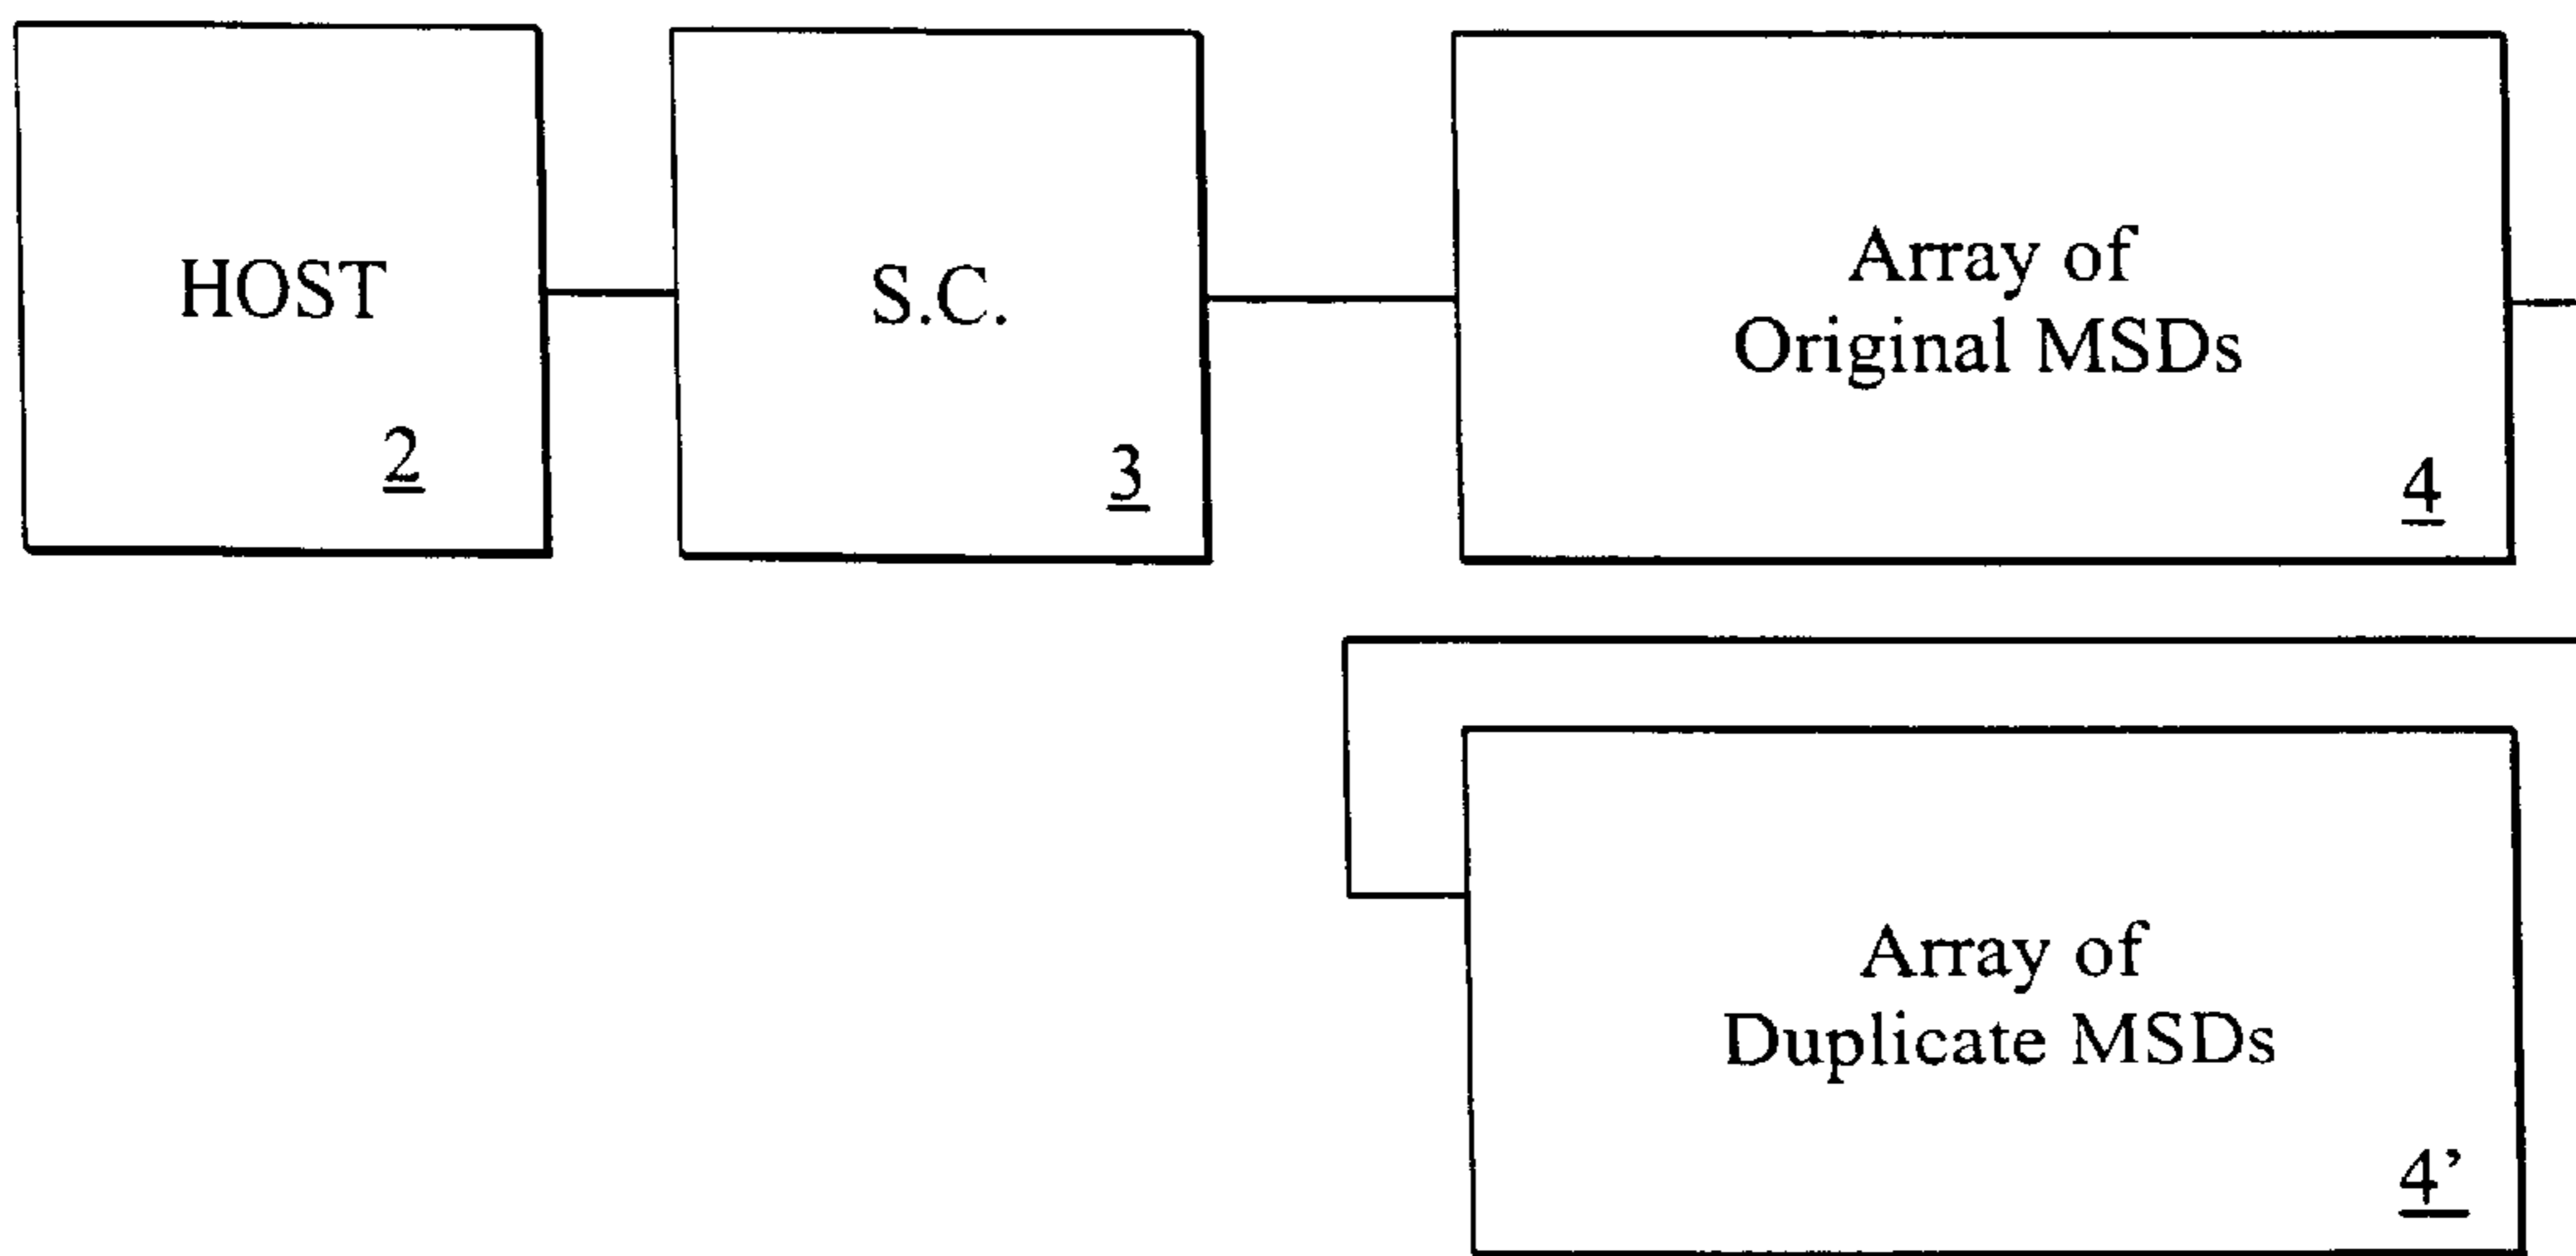 HOST
2
S.C.
3
Array of
Original MSDs
4
Array of
Duplicate MSDs
4’